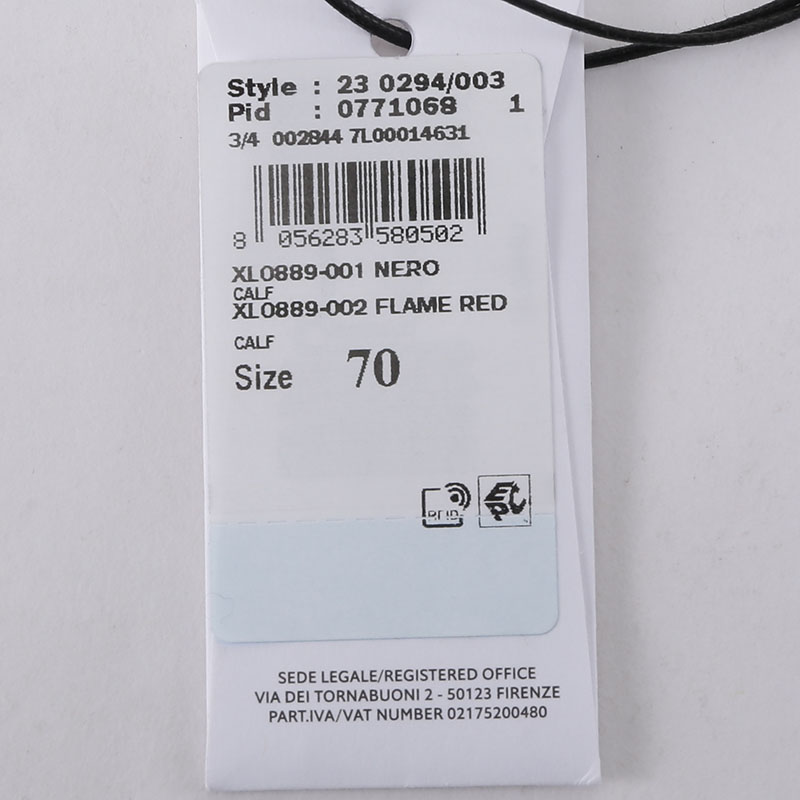 Style : 23 0294/003
Pid : 0771068 1
3/4 002844 7L00014631
8 056283 580502
XL0889-001 NERO
CALF
XL0889-002 FLAME RED
CALF
Size 70
RFID
EPC
SEDE LEGALE/REGISTERED OFFICE
VIA DEI TORNABUONI 2 - 50123 FIRENZE
PART.IVA/VAT NUMBER 02175200480